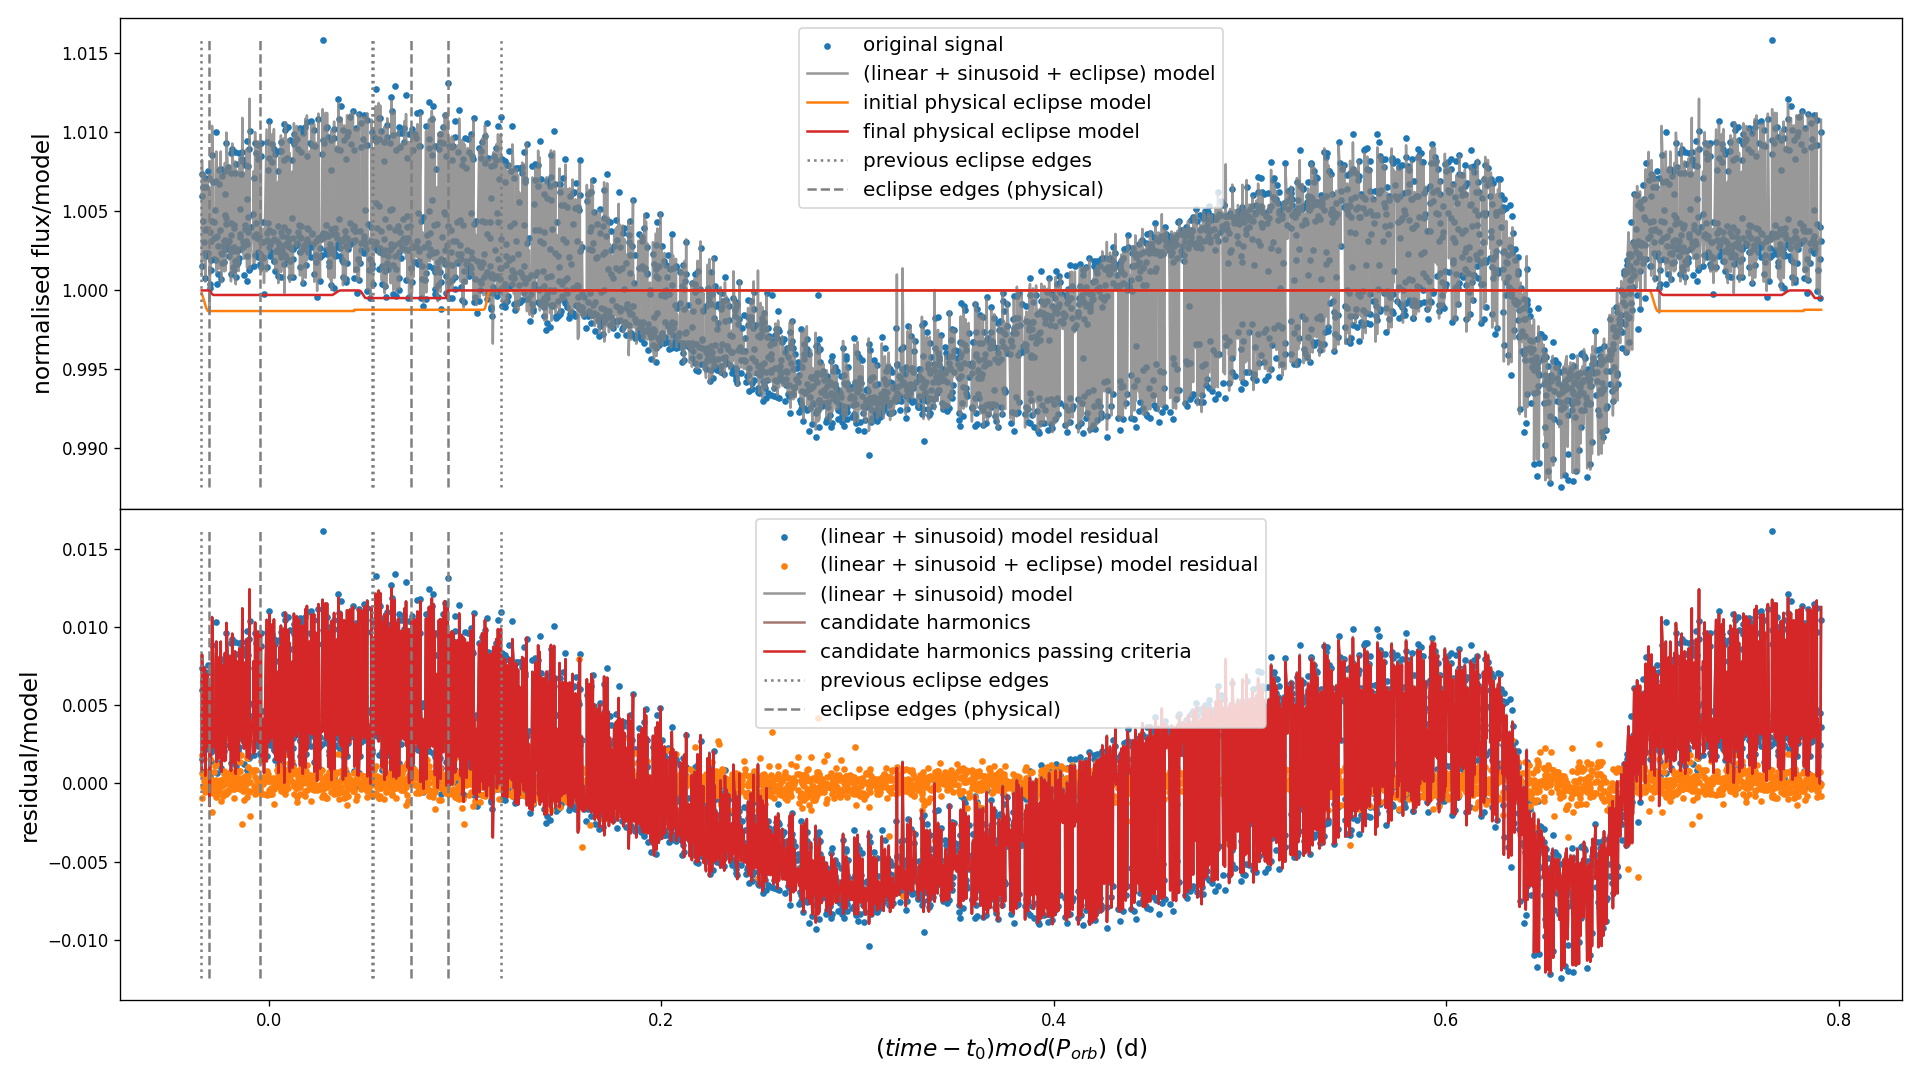 normalised flux/model
1.015
1.010
1.005
1.000
0.995
0.990
original signal
(linear + sinusoid + eclipse) model
initial physical eclipse model
final physical eclipse model
previous eclipse edges
eclipse edges (physical)
residual/model
0.015
0.010
0.005
0.000
−0.005
−0.010
(linear + sinusoid) model residual
(linear + sinusoid + eclipse) model residual
(linear + sinusoid) model
candidate harmonics
candidate harmonics passing criteria
previous eclipse edges
eclipse edges (physical)
0.0 0.2 0.4 0.6 0.8
(time − t₀)mod(P_orb) (d)